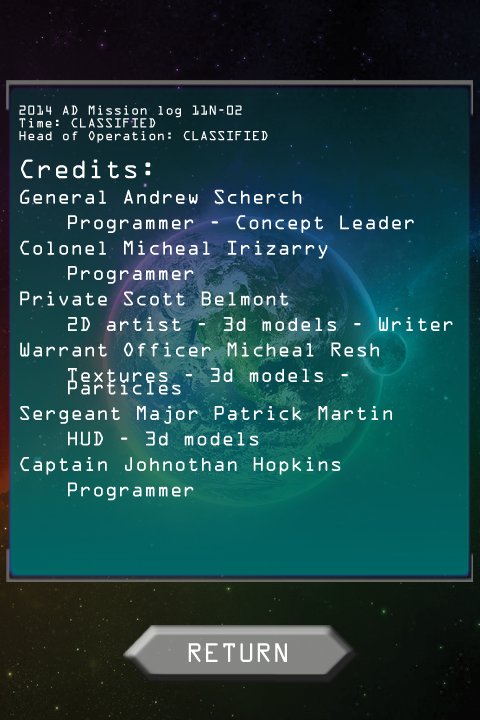 2014 AD Mission log 11N-02
Time: CLASSIFIED
Head of Operation: CLASSIFIED
Credits:
General Andrew Scherch
Programmer - Concept Leader
Colonel Micheal Irizarry
Programmer
Private Scott Belmont
2D artist - 3d models - Writer
Warrant Officer Micheal Resh
Textures - 3d models -
Particles
Sergeant Major Patrick Martin
HUD - 3d models
Captain Johnothan Hopkins
Programmer
RETURN